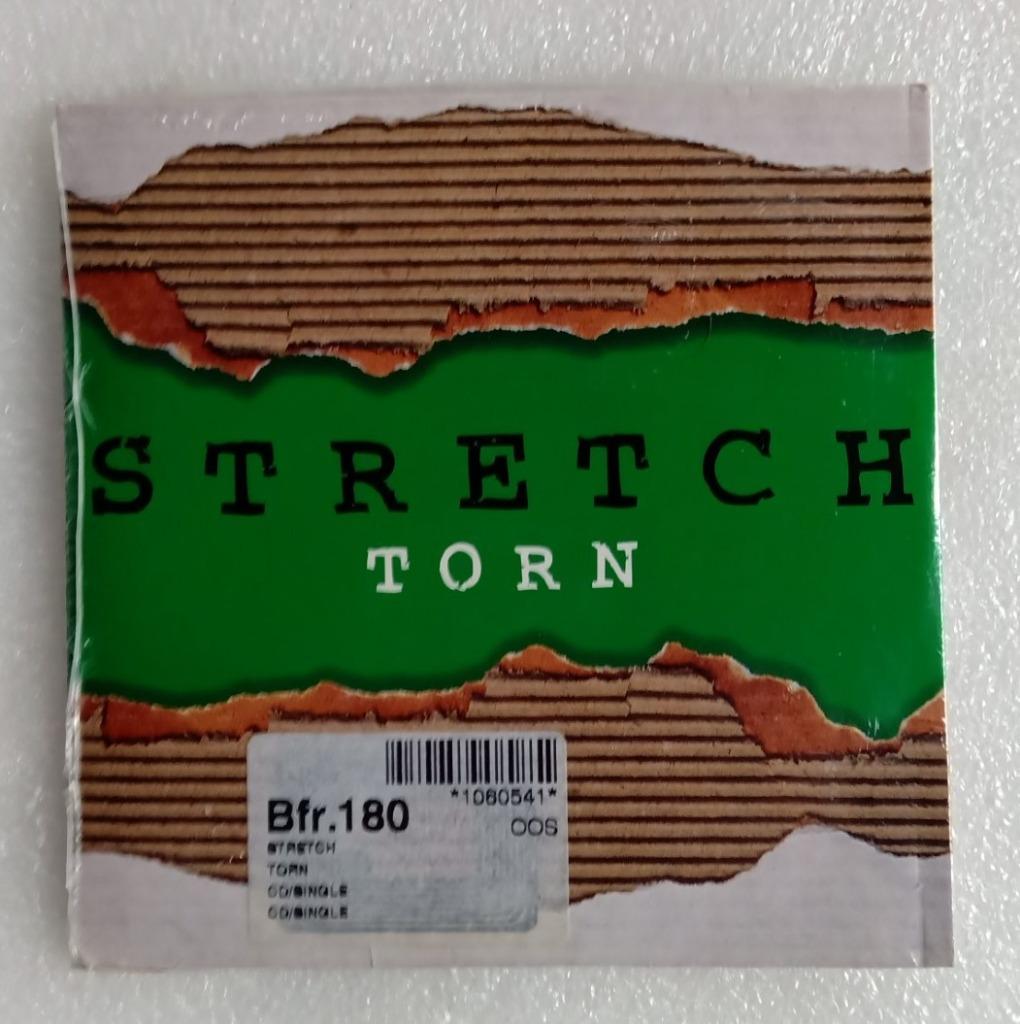 STRETCH
TORN
*1060541*
Bfr.180
OOS
STRETCH
TORN
CD/SINGLE
CD/SINGLE